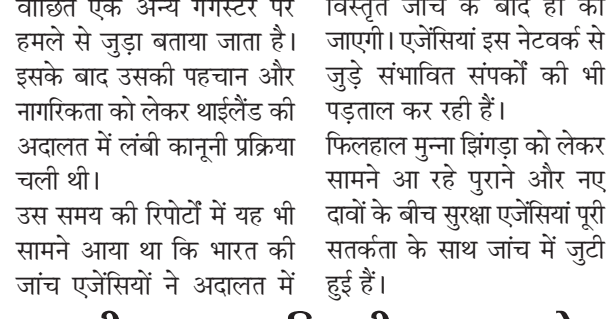 वांछित एक अन्य गैंगस्टर पर
हमले से जुड़ा बताया जाता है।
इसके बाद उसकी पहचान और
नागरिकता को लेकर थाईलैंड की
अदालत में लंबी कानूनी प्रक्रिया
चली थी।
उस समय की रिपोर्टों में यह भी
सामने आया था कि भारत की
जांच एजेंसियों ने अदालत में
विस्तृत जांच के बाद ही की
जाएगी। एजेंसियां इस नेटवर्क से
जुड़े संभावित संपर्कों की भी
पड़ताल कर रही हैं।
फिलहाल मुन्ना झिंगड़ा को लेकर
सामने आ रहे पुराने और नए
दावों के बीच सुरक्षा एजेंसियां पूरी
सतर्कता के साथ जांच में जुटी
हुई हैं।